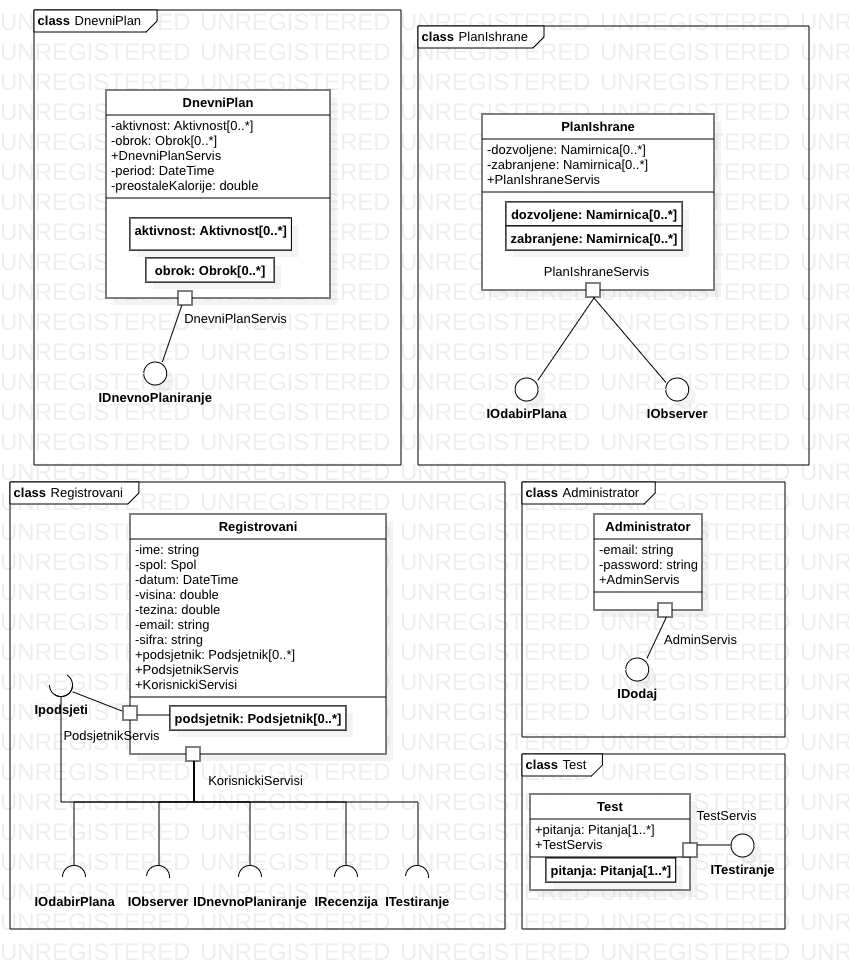 class DnevniPlan
DnevniPlan
-aktivnost: Aktivnost[0..*]
-obrok: Obrok[0..*]
+DnevniPlanServis
-period: DateTime
-preostaleKalorije: double
aktivnost: Aktivnost[0..*]
obrok: Obrok[0..*]
DnevniPlanServis
IDnevnoPlaniranje
class PlanIshrane
PlanIshrane
-dozvoljene: Namirnica[0..*]
-zabranjene: Namirnica[0..*]
+PlanIshraneServis
dozvoljene: Namirnica[0..*]
zabranjene: Namirnica[0..*]
PlanIshraneServis
IOdabirPlana
IObserver
class Registrovani
Registrovani
-ime: string
-spol: Spol
-datum: DateTime
-visina: double
-tezina: double
-email: string
-sifra: string
+podsjetnik: Podsjetnik[0..*]
+PodsjetnikServis
+KorisnickiServisi
Ipodsjeti
podsjetnik: Podsjetnik[0..*]
PodsjetnikServis
KorisnickiServisi
IOdabirPlana IObserver IDnevnoPlaniranje IRecenzija ITestiranje
class Administrator
Administrator
-email: string
-password: string
+AdminServis
AdminServis
IDodaj
class Test
Test
+pitanja: Pitanja[1..*]
+TestServis
pitanja: Pitanja[1..*]
TestServis
ITestiranje
UNREGISTERED